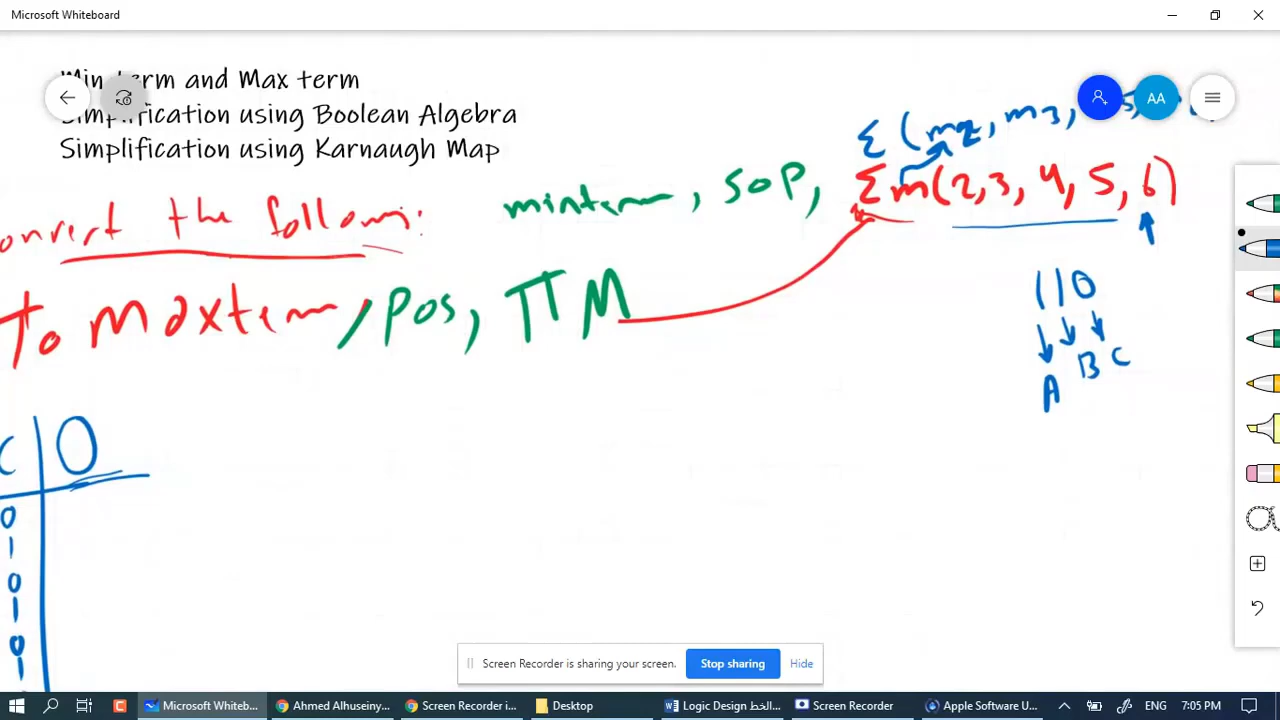 Microsoft Whiteboard
Min term and Max term
Simplification using Boolean Algebra
Simplification using Karnaugh Map
AA
Σ (m2, m3,
onvert the following: minterm, SOP, Σm(2,3, 4, 5, 6)
To Maxterm/POS, ΠM
110
A B C
C 0
0
1
0
1
0
1
Screen Recorder is sharing your screen. Stop sharing Hide
Microsoft Whiteb... Ahmed Alhuseiny... Screen Recorder i... Desktop Logic Design الخط... Screen Recorder Apple Software U... ENG 7:05 PM